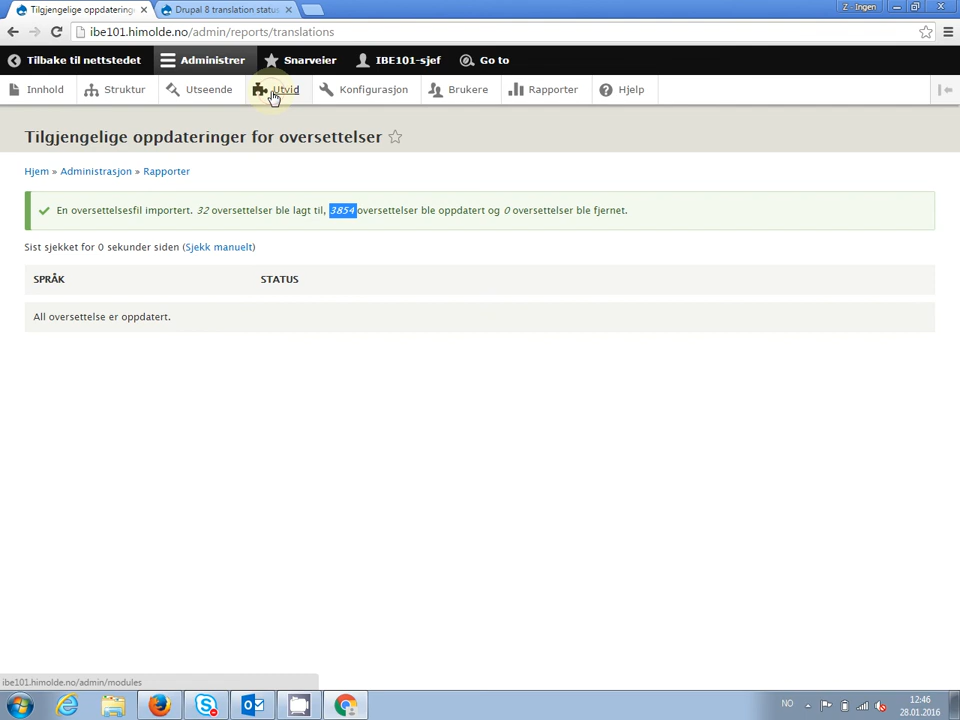 Tilgjengelige oppdatering
Drupal 8 translation status
Z - Ingen
ibe101.himolde.no/admin/reports/translations
Tilbake til nettstedet
Administrer
Snarveier
IBE101-sjef
Go to
Innhold
Struktur
Utseende
Utvid
Konfigurasjon
Brukere
Rapporter
Hjelp
Tilgjengelige oppdateringer for oversettelser
Hjem » Administrasjon » Rapporter
En oversettelsesfil importert. 32 oversettelser ble lagt til, 3854 oversettelser ble oppdatert og 0 oversettelser ble fjernet.
Sist sjekket for 0 sekunder siden (Sjekk manuelt)
SPRÅK STATUS
All oversettelse er oppdatert.
ibe101.himolde.no/admin/modules
NO
12:46
28.01.2016